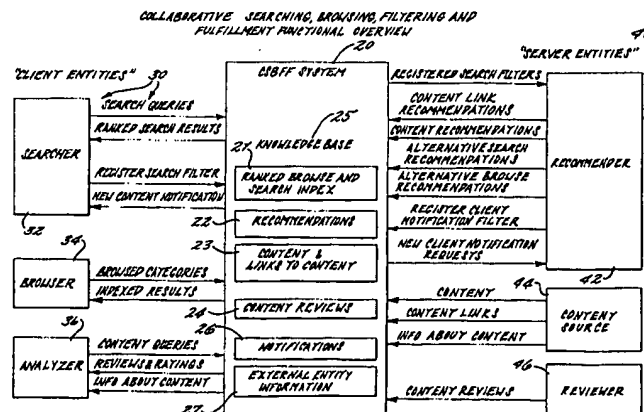 COLLABORATIVE SEARCHING, BROWSING, FILTERING AND
FULFILLMENT FUNCTIONAL OVERVIEW
20
"CLIENT ENTITIES"
30
SEARCH QUERIES
RANKED SEARCH RESULTS
SEARCHER
REGISTER SEARCH FILTER
NEW CONTENT NOTIFICATION
32
34
BROWSER
BROWSED CATEGORIES
INDEXED RESULTS
36
ANALYZER
CONTENT QUERIES
REVIEWS & RATINGS
INFO ABOUT CONTENT
CSBFF SYSTEM
25
KNOWLEDGE BASE
21
RANKED BROWSE AND
SEARCH INDEX
22
RECOMMENDATIONS
23
CONTENT &
LINKS TO CONTENT
24
CONTENT REVIEWS
26
NOTIFICATIONS
EXTERNAL ENTITY
INFORMATION
27
"SERVER ENTITIES"
REGISTERED SEARCH FILTERS
CONTENT LINK
RECOMMENDATIONS
CONTENT RECOMMENDATIONS
ALTERNATIVE SEARCH
RECOMMENDATIONS
ALTERNATIVE BROWSE
RECOMMENDATIONS
REGISTER CLIENT
NOTIFICATION FILTER
NEW CLIENT NOTIFICATION
REQUESTS
RECOMMENDER
42
CONTENT
CONTENT LINKS
INFO ABOUT CONTENT
44
CONTENT
SOURCE
CONTENT REVIEWS
46
REVIEWER